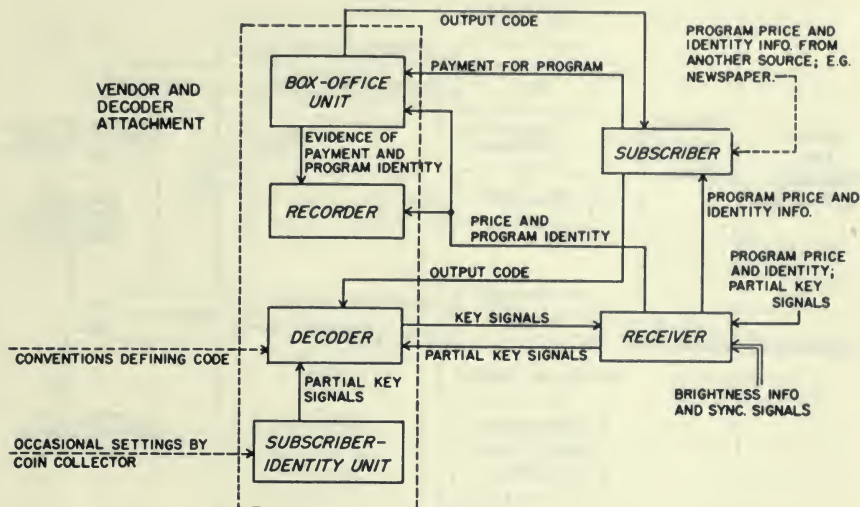 OUTPUT CODE
PROGRAM PRICE AND
IDENTITY INFO. FROM
ANOTHER SOURCE; E.G.
NEWSPAPER.
VENDOR AND
DECODER
ATTACHMENT
BOX-OFFICE
UNIT
PAYMENT FOR PROGRAM
EVIDENCE OF
PAYMENT AND
PROGRAM IDENTITY
SUBSCRIBER
RECORDER
PROGRAM PRICE AND
IDENTITY INFO.
PRICE AND
PROGRAM IDENTITY
OUTPUT CODE
PROGRAM PRICE
AND IDENTITY;
PARTIAL KEY
SIGNALS
DECODER
KEY SIGNALS
PARTIAL KEY SIGNALS
RECEIVER
CONVENTIONS DEFINING CODE
PARTIAL KEY
SIGNALS
BRIGHTNESS INFO
AND SYNC. SIGNALS
OCCASIONAL SETTINGS BY
COIN COLLECTOR
SUBSCRIBER-
IDENTITY UNIT